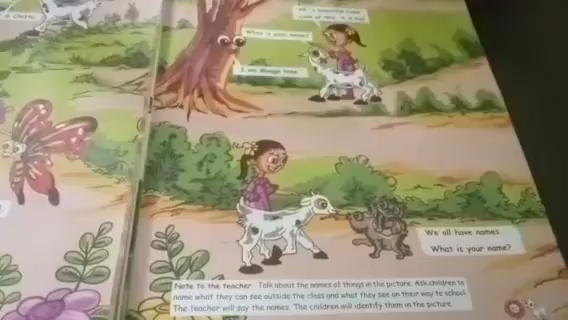 What is your name?
I am Mango tree
We all have names
What is your name?
Note to the teacher Talk about the names of things in the picture. Ask children to
name what they can see outside the class and what they see on their way to school
The teacher will say the names. The children will identify them in the picture